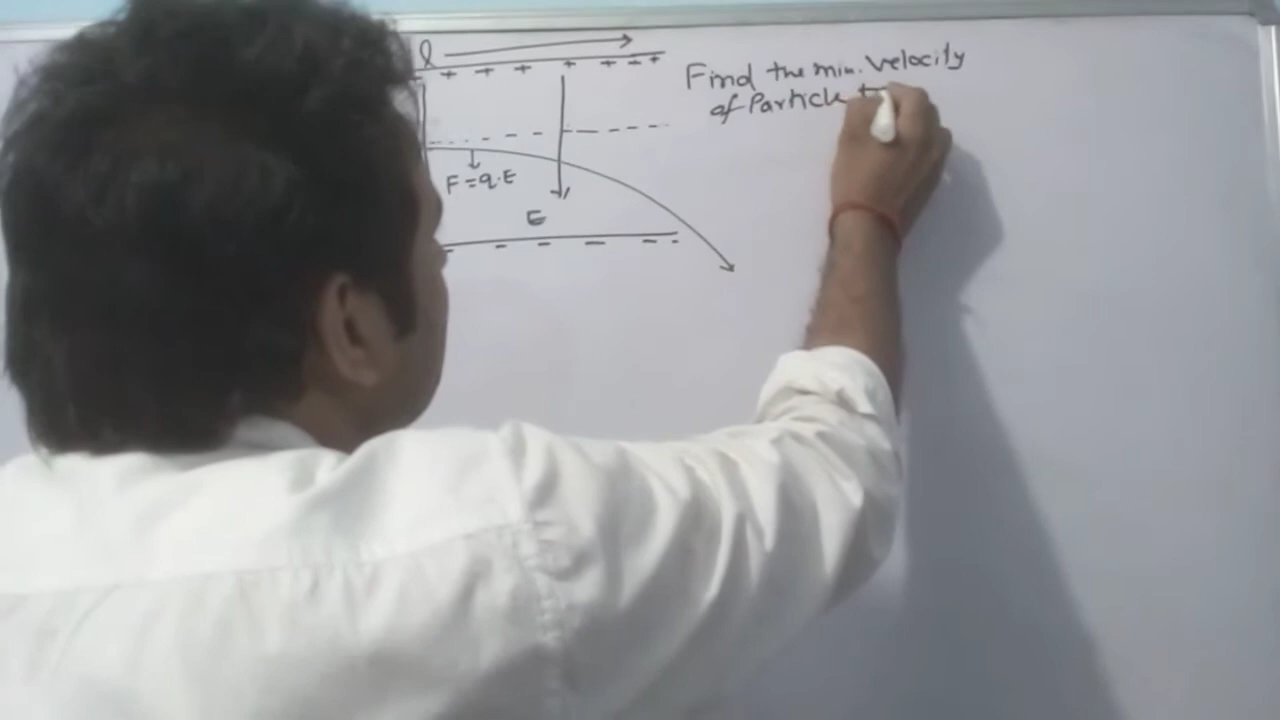 l
+ + + + + + +
Find the min. velocity
of Particle
F = q.E
E
- - - - - -